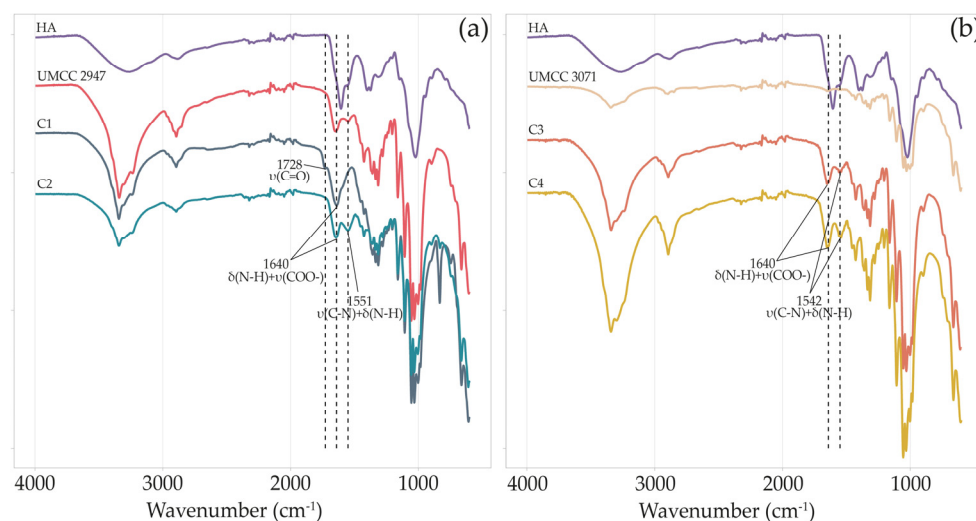 (a)
HA
UMCC 2947
C1
1728
υ(C=O)
C2
1640
δ(N-H)+υ(COO-)
1551
υ(C-N)+δ(N-H)
4000 3000 2000 1000
Wavenumber (cm⁻¹)
(b)
HA
UMCC 3071
C3
C4
1640
δ(N-H)+υ(COO-)
1542
υ(C-N)+δ(N-H)
4000 3000 2000 1000
Wavenumber (cm⁻¹)